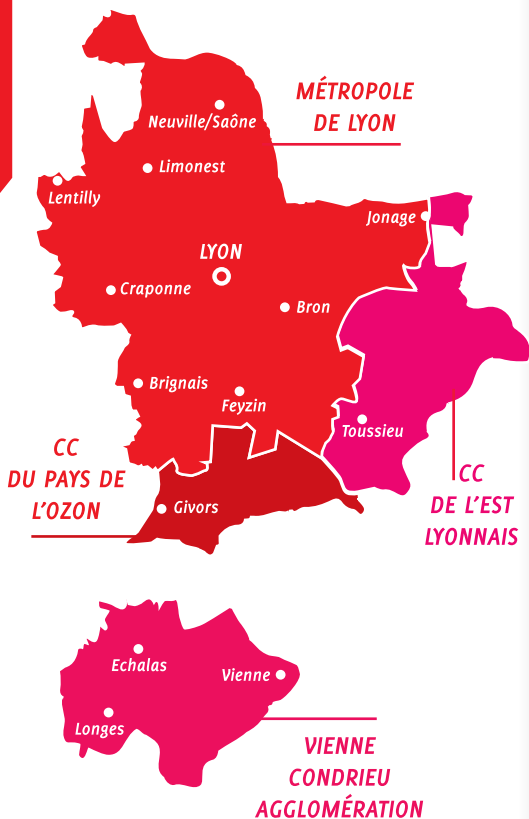 MÉTROPOLE
DE LYON
Neuville/Saône
Limonest
Lentilly
Jonage
LYON
Craponne
Bron
Brignais
Feyzin
Toussieu
CC
DU PAYS DE
L'OZON
CC
DE L'EST
LYONNAIS
Givors
Echalas
Vienne
Longes
VIENNE
CONDRIEU
AGGLOMÉRATION